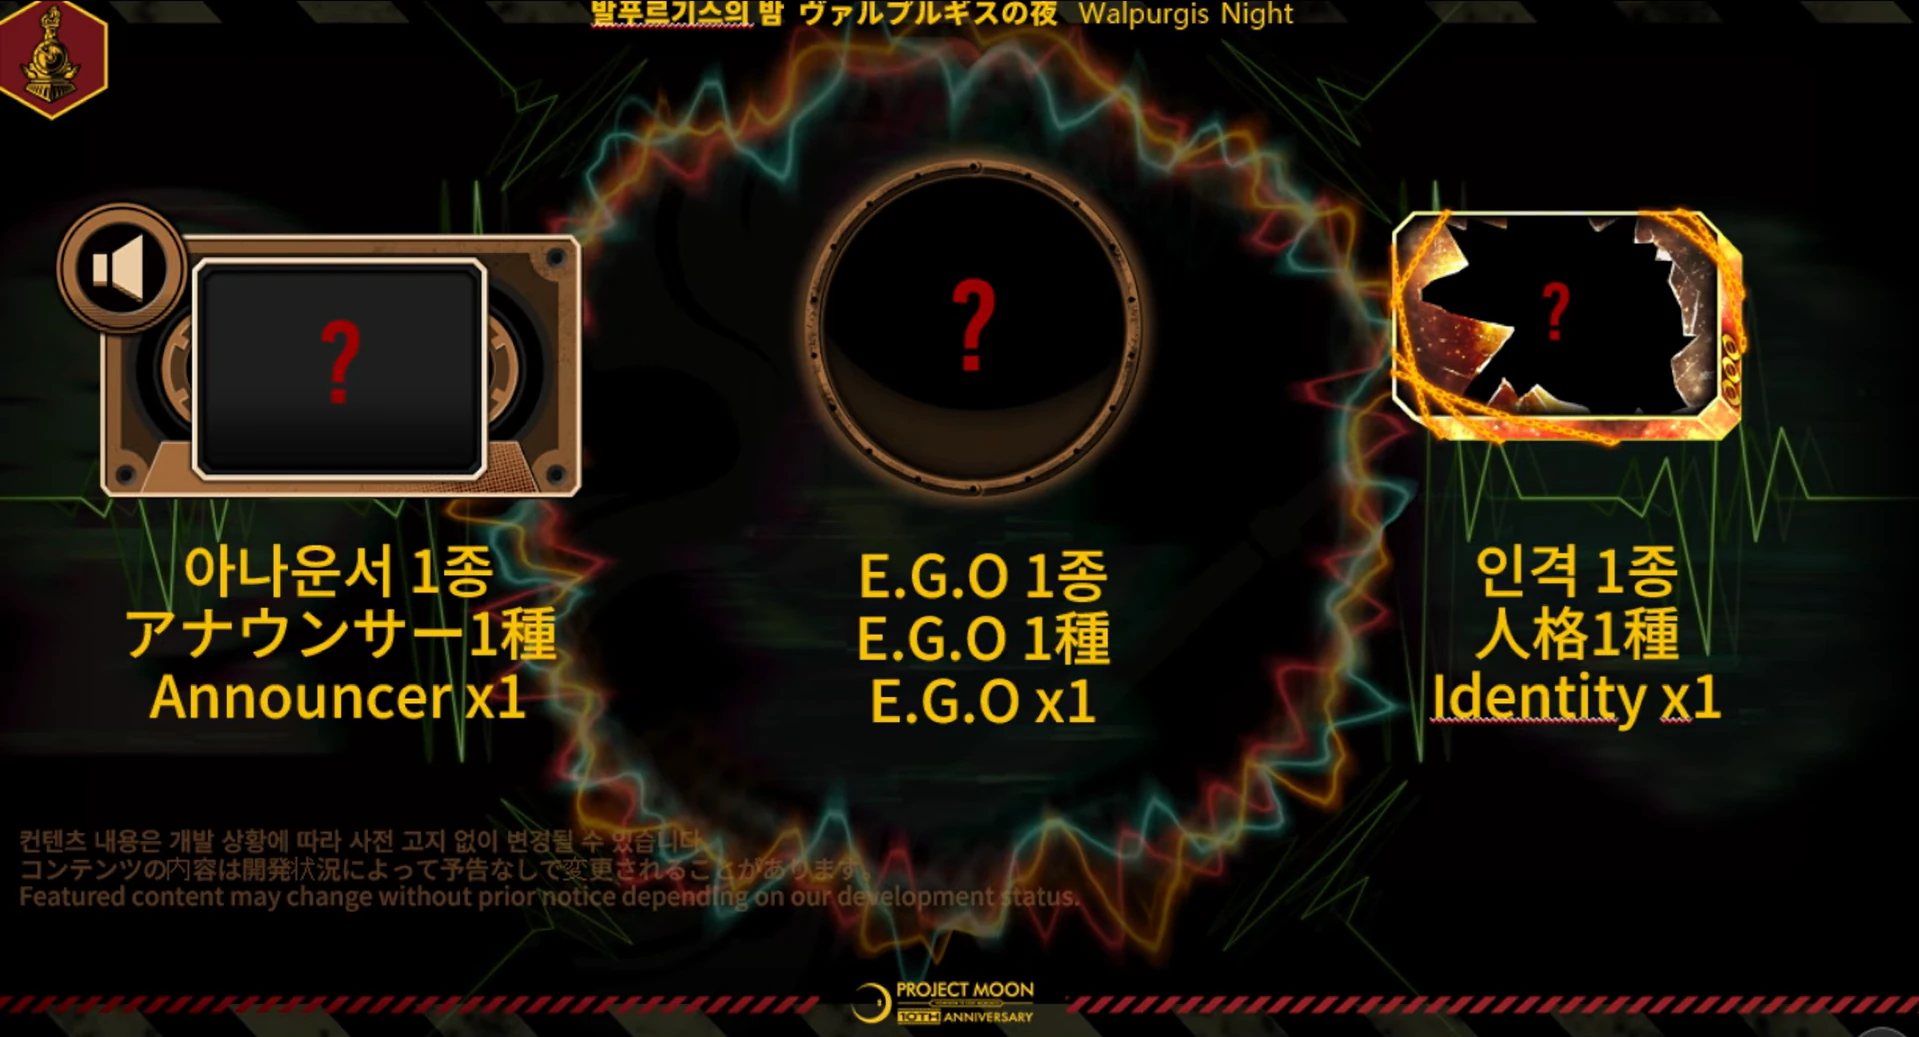 발푸르기스의 밤 ヴァルプルギスの夜 Walpurgis Night
?
?
?
아나운서 1종
アナウンサー1種
Announcer x1
E.G.O 1종
E.G.O 1種
E.G.O x1
인격 1종
人格1種
Identity x1
컨텐츠 내용은 개발 상황에 따라 사전 고지 없이 변경될 수 있습니다.
コンテンツの内容は開発状況によって予告なしで変更されることがあります。
Featured content may change without prior notice depending on our development status.
PROJECT MOON
10TH ANNIVERSARY